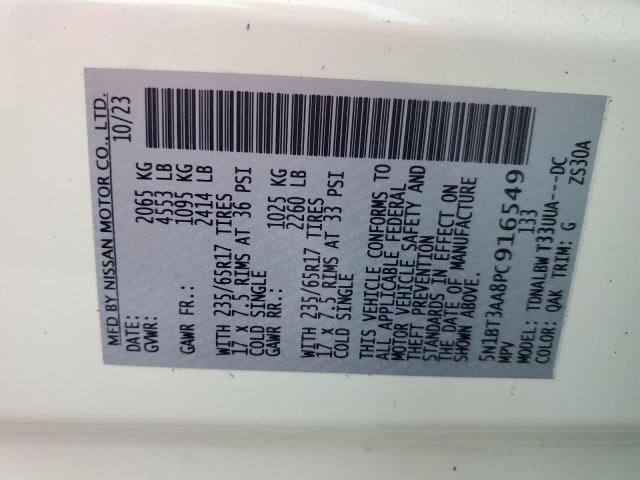 MFD BY NISSAN MOTOR CO., LTD.
DATE: 10/23
GVWR: 2065 KG
4553 LB
GAWR FR.: 1095 KG
2414 LB
WITH 235/65R17 TIRES
17 X 7.5 RIMS AT 36 PSI
COLD SINGLE
GAWR RR.: 1025 KG
2260 LB
WITH 235/65R17 TIRES
17 X 7.5 RIMS AT 33 PSI
COLD SINGLE
THIS VEHICLE CONFORMS TO
ALL APPLICABLE FEDERAL
MOTOR VEHICLE SAFETY AND
THEFT PREVENTION
STANDARDS IN EFFECT ON
THE DATE OF MANUFACTURE
SHOWN ABOVE.
5N1BT3AA8PC916549
MPV 133
MODEL: TDNALBW T33UUA----DC
COLOR: QAK TRIM: G ZS30A